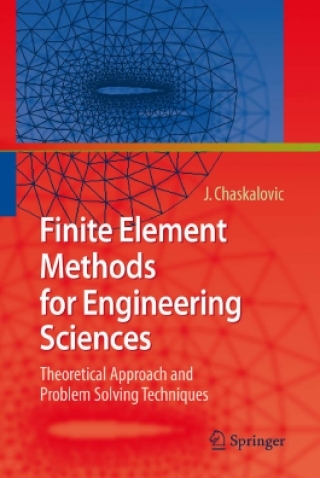 J. Chaskalovic
Finite Element
Methods
for Engineering
Sciences
Theoretical Approach and
Problem Solving Techniques
Springer